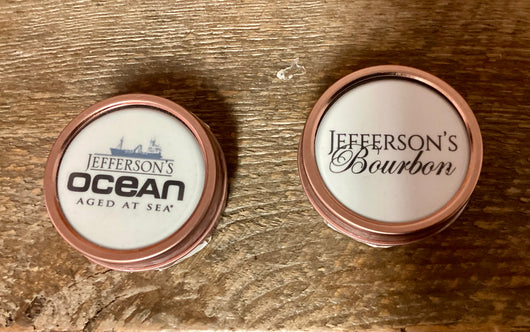 JEFFERSON'S
OCEAN
AGED AT SEA®
JEFFERSON'S
Bourbon